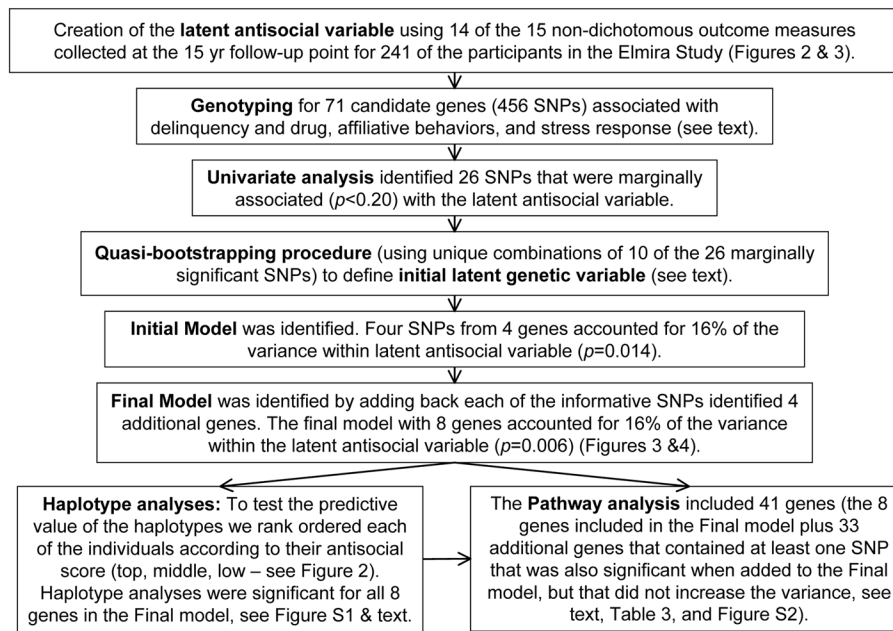 Creation of the latent antisocial variable using 14 of the 15 non-dichotomous outcome measures
collected at the 15 yr follow-up point for 241 of the participants in the Elmira Study (Figures 2 & 3).
Genotyping for 71 candidate genes (456 SNPs) associated with
delinquency and drug, affiliative behaviors, and stress response (see text).
Univariate analysis identified 26 SNPs that were marginally
associated (p<0.20) with the latent antisocial variable.
Quasi-bootstrapping procedure (using unique combinations of 10 of the 26 marginally
significant SNPs) to define initial latent genetic variable (see text).
Initial Model was identified. Four SNPs from 4 genes accounted for 16% of the
variance within latent antisocial variable (p=0.014).
Final Model was identified by adding back each of the informative SNPs identified 4
additional genes. The final model with 8 genes accounted for 16% of the variance
within the latent antisocial variable (p=0.006) (Figures 3 &4).
Haplotype analyses: To test the predictive
value of the haplotypes we rank ordered each
of the individuals according to their antisocial
score (top, middle, low – see Figure 2).
Haplotype analyses were significant for all 8
genes in the Final model, see Figure S1 & text.
The Pathway analysis included 41 genes (the 8
genes included in the Final model plus 33
additional genes that contained at least one SNP
that was also significant when added to the Final
model, but that did not increase the variance, see
text, Table 3, and Figure S2).